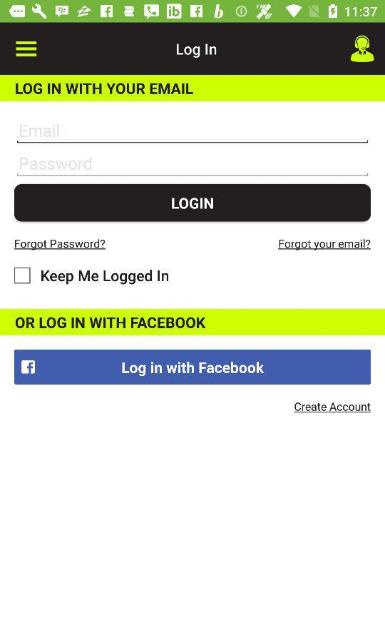 11:37
Log In
LOG IN WITH YOUR EMAIL
Email
Password
LOGIN
Forgot Password?
Forgot your email?
Keep Me Logged In
OR LOG IN WITH FACEBOOK
Log in with Facebook
Create Account